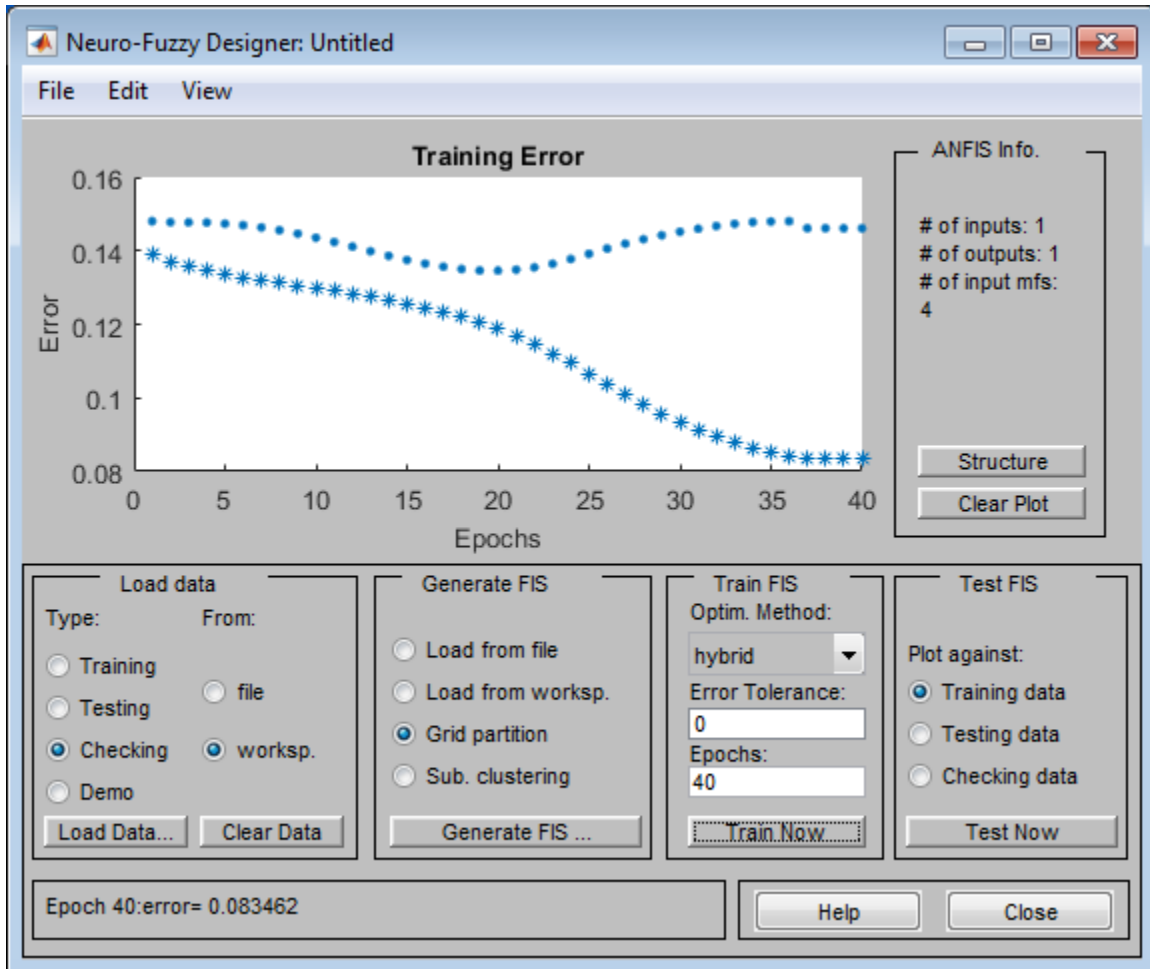 Neuro-Fuzzy Designer: Untitled
File Edit View
Training Error
0.16
0.14
0.12
0.1
0.08
Error
0 5 10 15 20 25 30 35 40
Epochs
ANFIS Info.
# of inputs: 1
# of outputs: 1
# of input mfs:
4
Structure
Clear Plot
Load data
Type: From:
Training
file
Testing
Checking
worksp.
Demo
Load Data... Clear Data
Generate FIS
Load from file
Load from worksp.
Grid partition
Sub. clustering
Generate FIS ...
Train FIS
Optim. Method:
hybrid
Error Tolerance:
0
Epochs:
40
Train Now
Test FIS
Plot against:
Training data
Testing data
Checking data
Test Now
Epoch 40:error= 0.083462
Help Close